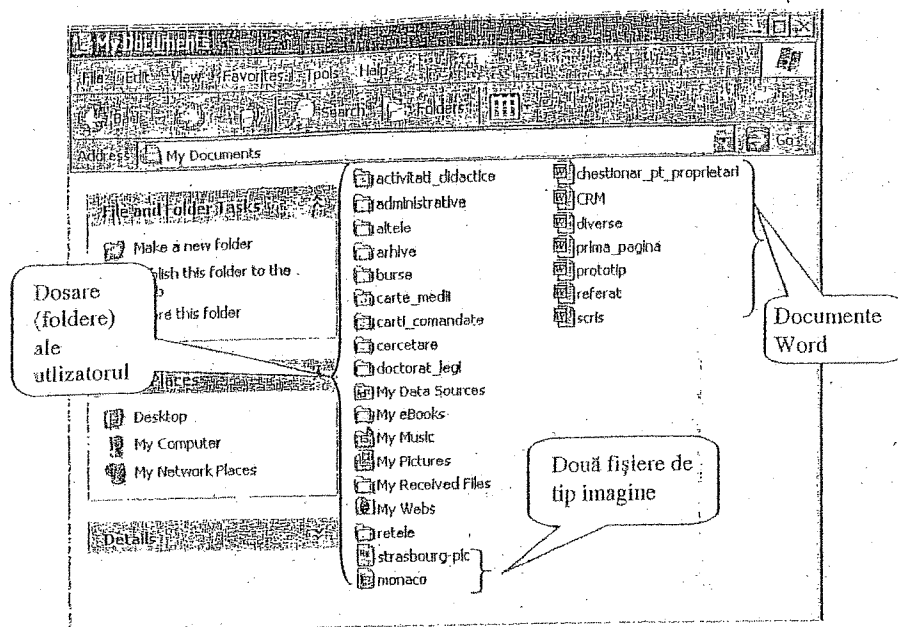 My Documents
File Edit View Favorites Tools Help
Search Folders
Address My Documents Go
File and Folder Tasks
Make a new folder
blish this folder to the
re this folder
Places
Desktop
My Computer
My Network Places
Details
Dosare
(foldere)
ale
utlizatorul
activitati_didactice
administrative
altele
arhive
burse
carte_medii
carti_comandate
cercetare
doctorat_legi
My Data Sources
My eBooks
My Music
My Pictures
My Received Files
My Webs
retele
strasbourg-pic
monaco
chestionar_pt_proprietari
CRM
diverse
prima_pagina
prototip
referat
scris
Documente
Word
Două fişiere de
tip imagine